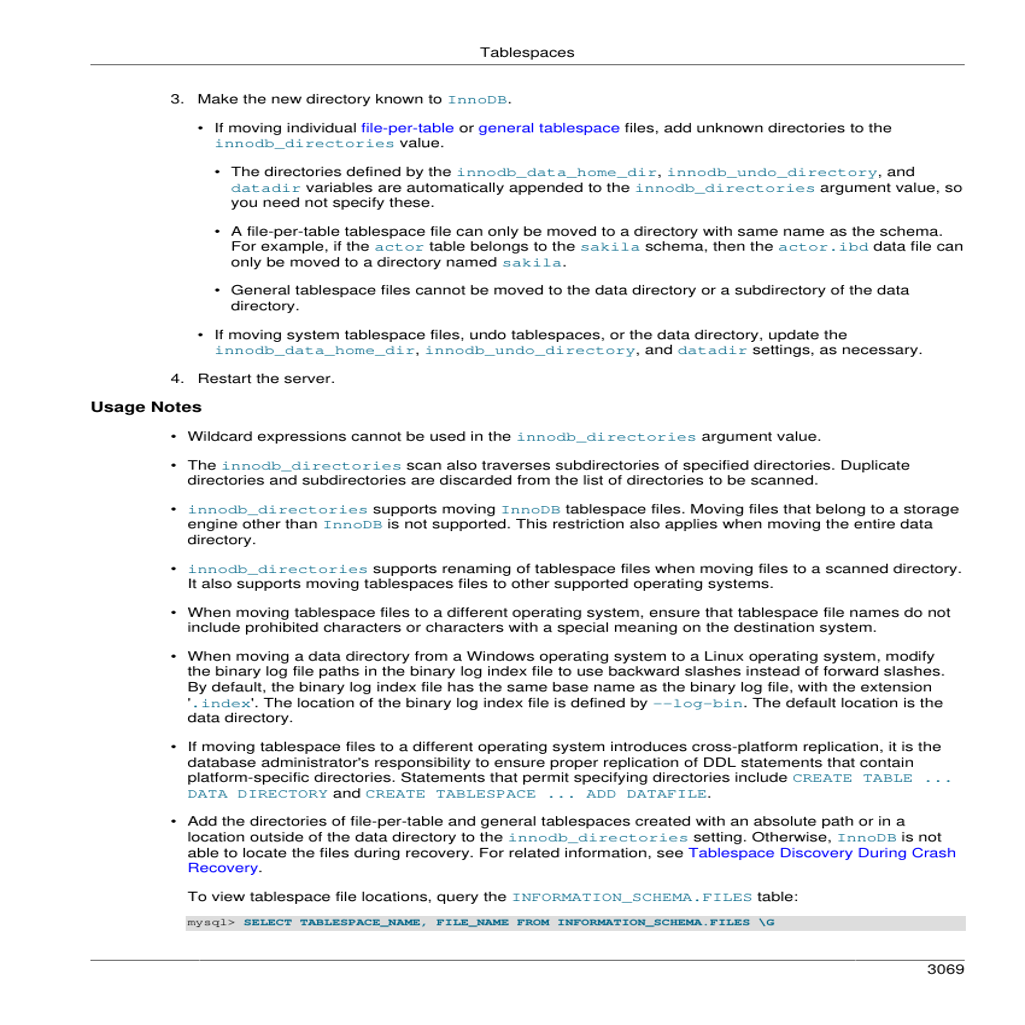 Tablespaces
3. Make the new directory known to InnoDB.
• If moving individual file-per-table or general tablespace files, add unknown directories to the
innodb_directories value.
• The directories defined by the innodb_data_home_dir, innodb_undo_directory, and
datadir variables are automatically appended to the innodb_directories argument value, so
you need not specify these.
• A file-per-table tablespace file can only be moved to a directory with same name as the schema.
For example, if the actor table belongs to the sakila schema, then the actor.ibd data file can
only be moved to a directory named sakila.
• General tablespace files cannot be moved to the data directory or a subdirectory of the data
directory.
• If moving system tablespace files, undo tablespaces, or the data directory, update the
innodb_data_home_dir, innodb_undo_directory, and datadir settings, as necessary.
4. Restart the server.
Usage Notes
• Wildcard expressions cannot be used in the innodb_directories argument value.
• The innodb_directories scan also traverses subdirectories of specified directories. Duplicate
directories and subdirectories are discarded from the list of directories to be scanned.
• innodb_directories supports moving InnoDB tablespace files. Moving files that belong to a storage
engine other than InnoDB is not supported. This restriction also applies when moving the entire data
directory.
• innodb_directories supports renaming of tablespace files when moving files to a scanned directory.
It also supports moving tablespaces files to other supported operating systems.
• When moving tablespace files to a different operating system, ensure that tablespace file names do not
include prohibited characters or characters with a special meaning on the destination system.
• When moving a data directory from a Windows operating system to a Linux operating system, modify
the binary log file paths in the binary log index file to use backward slashes instead of forward slashes.
By default, the binary log index file has the same base name as the binary log file, with the extension
'.index'. The location of the binary log index file is defined by --log-bin. The default location is the
data directory.
• If moving tablespace files to a different operating system introduces cross-platform replication, it is the
database administrator's responsibility to ensure proper replication of DDL statements that contain
platform-specific directories. Statements that permit specifying directories include CREATE TABLE ...
DATA DIRECTORY and CREATE TABLESPACE ... ADD DATAFILE.
• Add the directories of file-per-table and general tablespaces created with an absolute path or in a
location outside of the data directory to the innodb_directories setting. Otherwise, InnoDB is not
able to locate the files during recovery. For related information, see Tablespace Discovery During Crash
Recovery.
To view tablespace file locations, query the INFORMATION_SCHEMA.FILES table:
mysql> SELECT TABLESPACE_NAME, FILE_NAME FROM INFORMATION_SCHEMA.FILES \G
3069